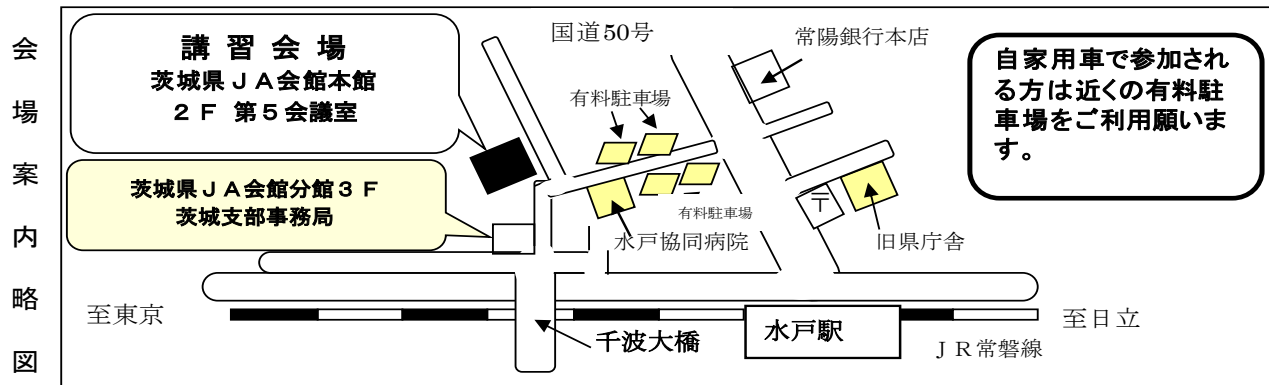 会場案内略図
講習会場
茨城県ＪＡ会館本館
２Ｆ 第５会議室
茨城県ＪＡ会館分館３Ｆ
茨城支部事務局
国道50号
常陽銀行本店
有料駐車場
自家用車で参加され
る方は近くの有料駐
車場をご利用願いま
す。
〒
有料駐車場
水戸協同病院
旧県庁舎
至東京
千波大橋
水戸駅
ＪＲ常磐線
至日立